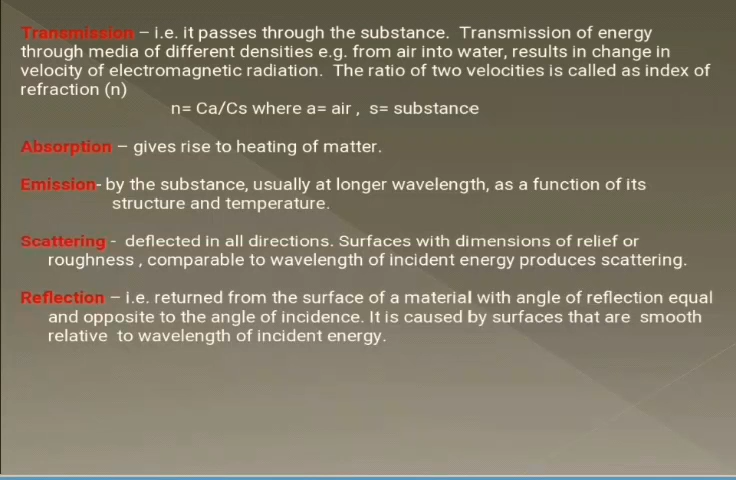 Transmission – i.e. it passes through the substance. Transmission of energy
through media of different densities e.g. from air into water, results in change in
velocity of electromagnetic radiation. The ratio of two velocities is called as index of
refraction (n)
n= Ca/Cs where a= air , s= substance
Absorption – gives rise to heating of matter.
Emission- by the substance, usually at longer wavelength, as a function of its
structure and temperature.
Scattering - deflected in all directions. Surfaces with dimensions of relief or
roughness , comparable to wavelength of incident energy produces scattering.
Reflection – i.e. returned from the surface of a material with angle of reflection equal
and opposite to the angle of incidence. It is caused by surfaces that are smooth
relative to wavelength of incident energy.